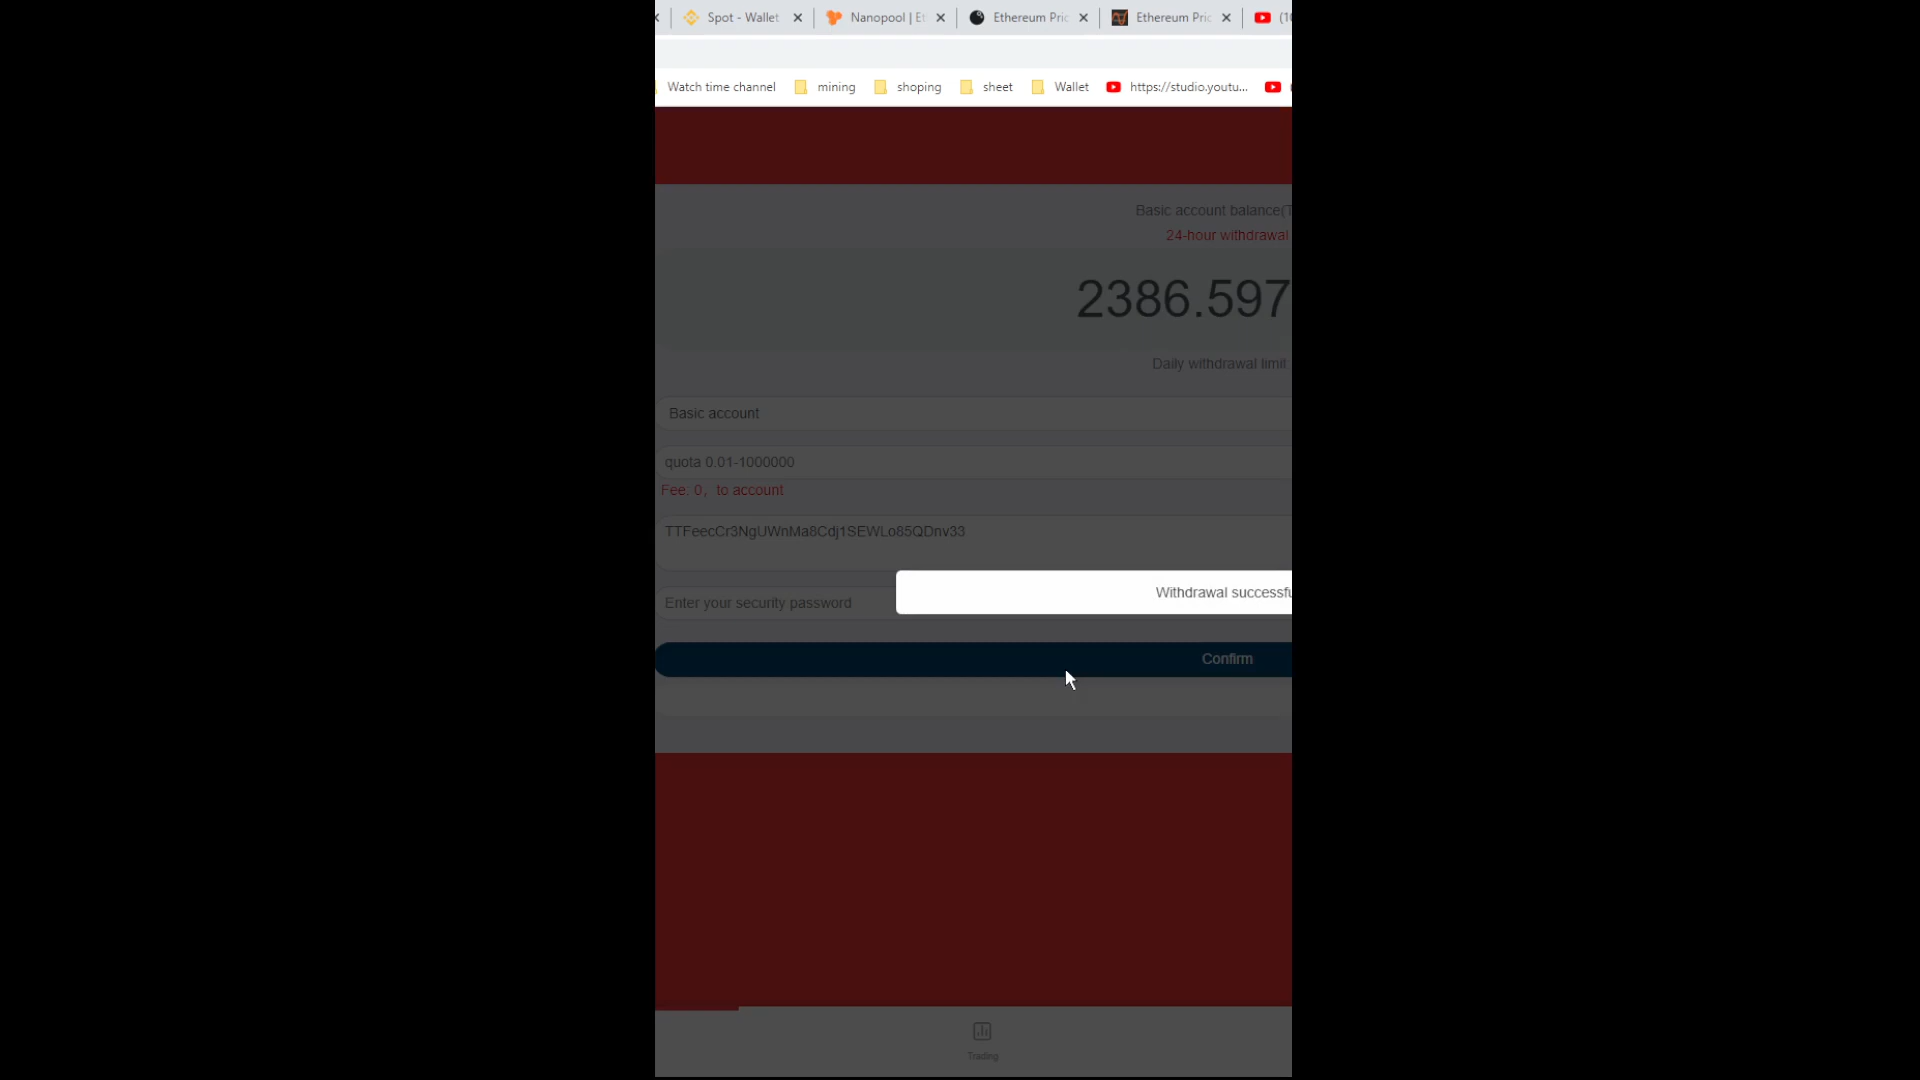 Spot - Wallet
Nanopool | Et
Ethereum Pric
Ethereum Pric
Watch time channel
mining
shoping
sheet
Wallet
https://studio.youtu...
Basic account balance(T
24-hour withdrawal
2386.597
Daily withdrawal limit
Basic account
quota 0.01-1000000
Fee: 0, to account
TTFeecCr3NgUWnMa8Cdj1SEWLo85QDnv33
Withdrawal successfu
Enter your security password
Confirm
Trading